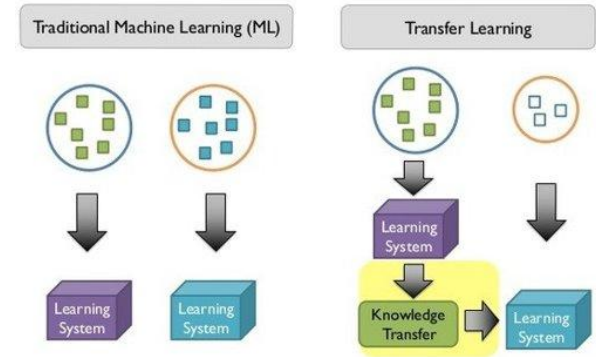 Traditional Machine Learning (ML)
Transfer Learning
Learning
System
Learning
System
Learning
System
Knowledge
Transfer
Learning
System